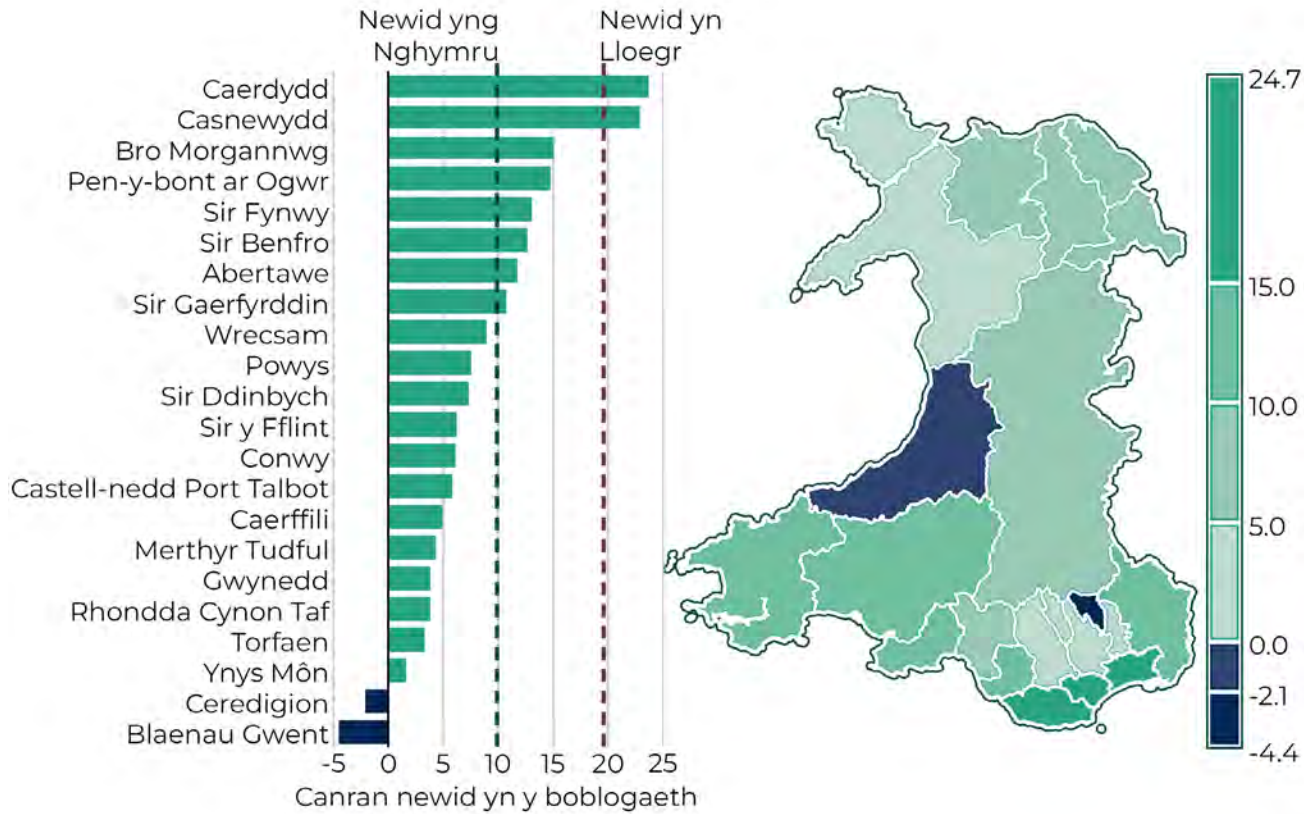 Newid yng
Nghymru
Newid yn
Lloegr
Caerdydd
Casnewydd
Bro Morgannwg
Pen-y-bont ar Ogwr
Sir Fynwy
Sir Benfro
Abertawe
Sir Gaerfyrddin
Wrecsam
Powys
Sir Ddinbych
Sir y Fflint
Conwy
Castell-nedd Port Talbot
Caerffili
Merthyr Tudful
Gwynedd
Rhondda Cynon Taf
Torfaen
Ynys Môn
Ceredigion
Blaenau Gwent
-5 0 5 10 15 20 25
Canran newid yn y boblogaeth
24.7
15.0
10.0
5.0
0.0
-2.1
-4.4